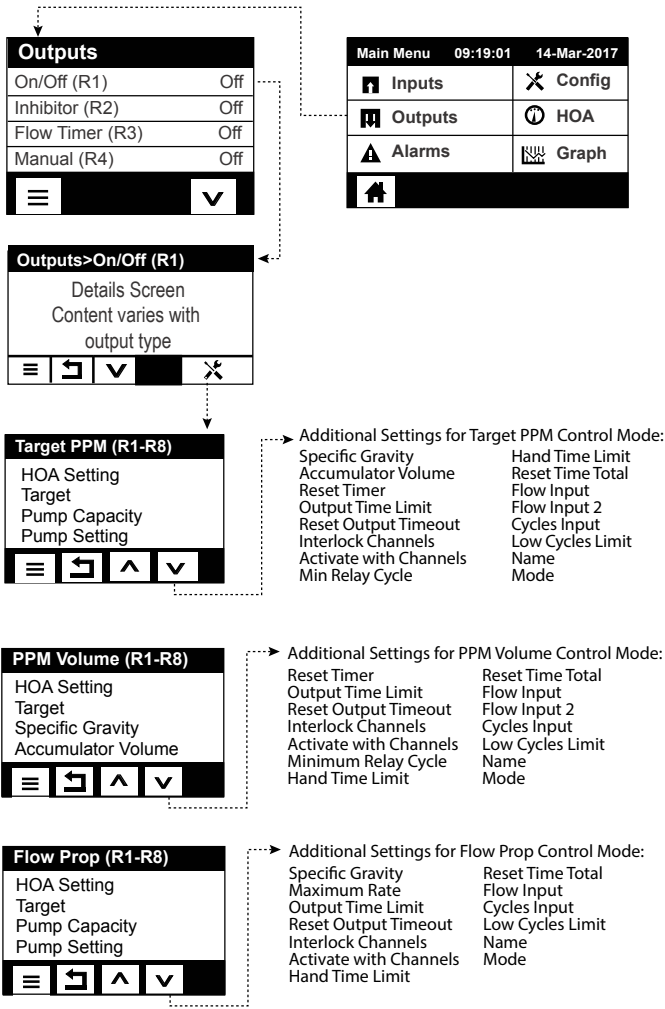 Outputs
On/Off (R1) Off
Inhibitor (R2) Off
Flow Timer (R3) Off
Manual (R4) Off
Main Menu 09:19:01 14-Mar-2017
Inputs Config
Outputs HOA
Alarms Graph
Outputs>On/Off (R1)
Details Screen
Content varies with
output type
Target PPM (R1-R8)
HOA Setting
Target
Pump Capacity
Pump Setting
Additional Settings for Target PPM Control Mode:
Specific Gravity Hand Time Limit
Accumulator Volume Reset Time Total
Reset Timer Flow Input
Output Time Limit Flow Input 2
Reset Output Timeout Cycles Input
Interlock Channels Low Cycles Limit
Activate with Channels Name
Min Relay Cycle Mode
PPM Volume (R1-R8)
HOA Setting
Target
Specific Gravity
Accumulator Volume
Additional Settings for PPM Volume Control Mode:
Reset Timer Reset Time Total
Output Time Limit Flow Input
Reset Output Timeout Flow Input 2
Interlock Channels Cycles Input
Activate with Channels Low Cycles Limit
Minimum Relay Cycle Name
Hand Time Limit Mode
Flow Prop (R1-R8)
HOA Setting
Target
Pump Capacity
Pump Setting
Additional Settings for Flow Prop Control Mode:
Specific Gravity Reset Time Total
Maximum Rate Flow Input
Output Time Limit Cycles Input
Reset Output Timeout Low Cycles Limit
Interlock Channels Name
Activate with Channels Mode
Hand Time Limit